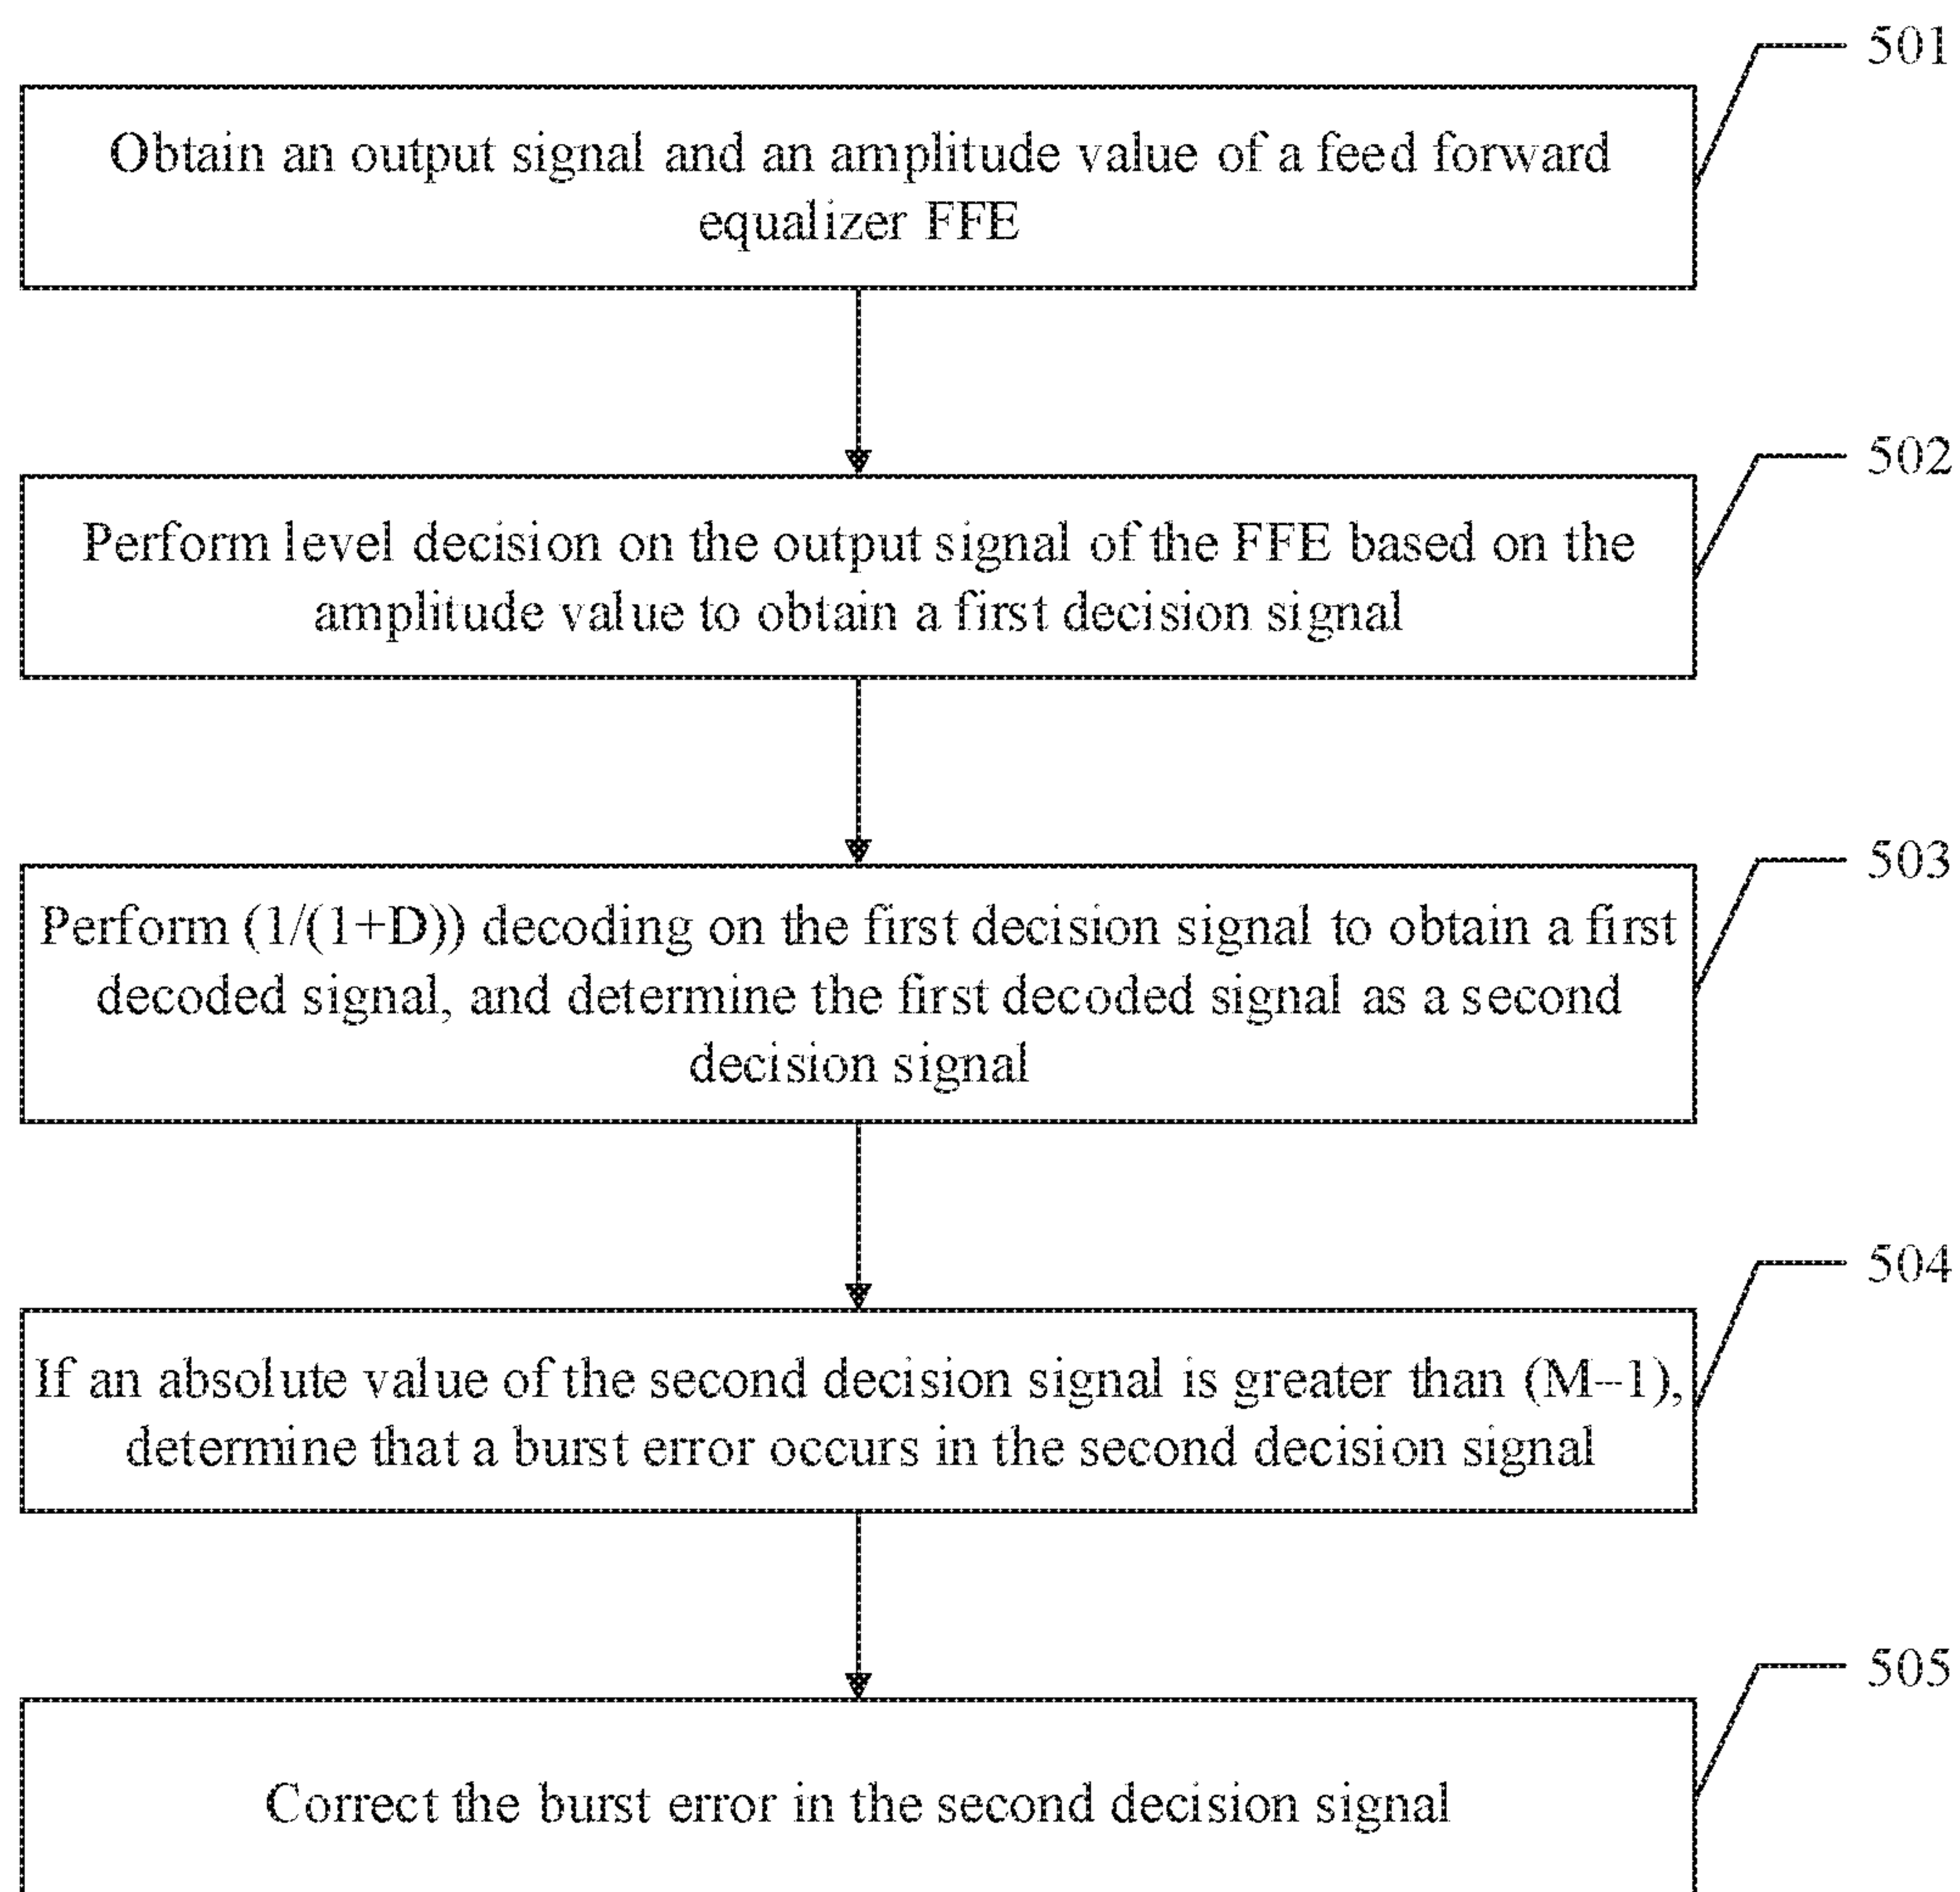 501
Obtain an output signal and an amplitude value of a feed forward
equalizer FFE
502
Perform level decision on the output signal of the FFE based on the
amplitude value to obtain a first decision signal
503
Perform (1/(1+D)) decoding on the first decision signal to obtain a first
decoded signal, and determine the first decoded signal as a second
decision signal
504
If an absolute value of the second decision signal is greater than (M--1),
determine that a burst error occurs in the second decision signal
505
Correct the burst error in the second decision signal